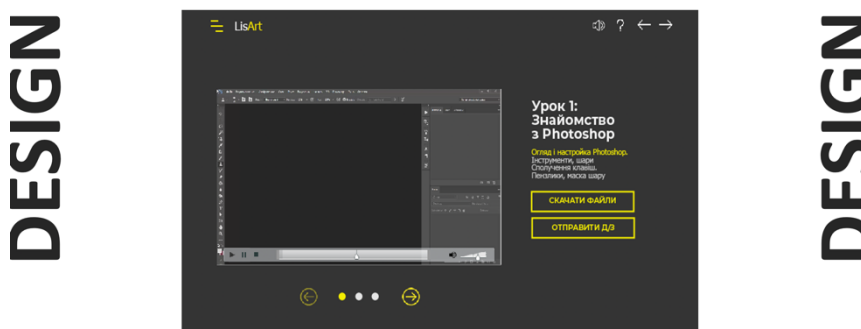 DESIGN
LisArt
?
Урок 1:
Знайомство
з Photoshop
Огляд і настройка Photoshop.
Інструменти, шари
Сполучення клавіш.
Пензлики, маска шару
СКАЧАТИ ФАЙЛИ
ОТПРАВИТИ Д/З
DESIGN